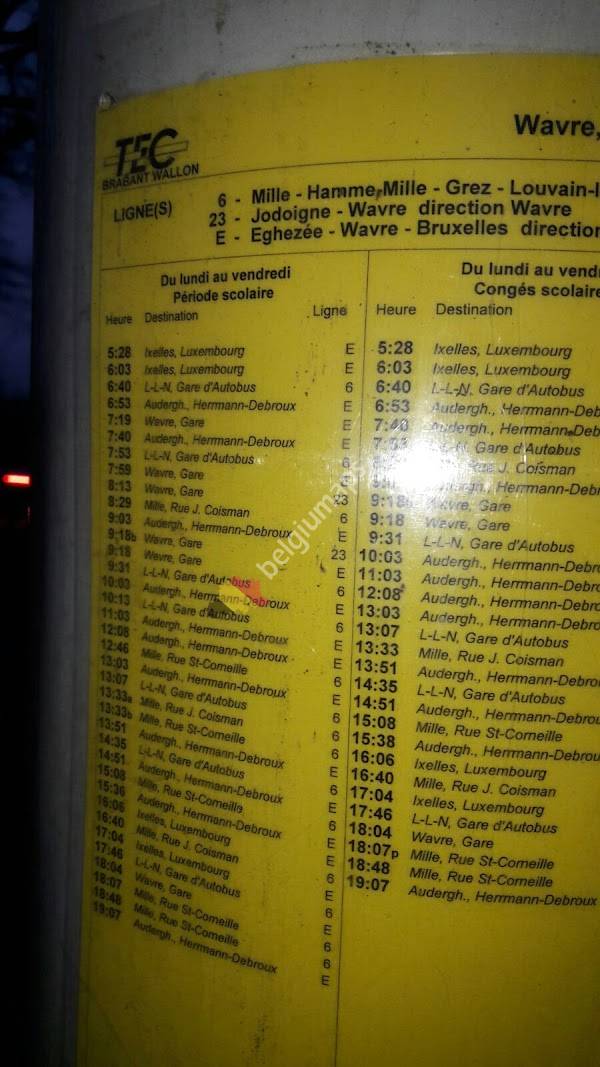 Wavre,
TEC
BRABANT WALLON
LIGNE(S)
6 - Mille - Hamme Mille - Grez - Louvain-l
23 - Jodoigne - Wavre direction Wavre
E - Eghezée - Wavre - Bruxelles direction
Du lundi au vendredi
Période scolaire
Heure Destination Ligne
5:28 Ixelles, Luxembourg E
6:03 Ixelles, Luxembourg E
6:40 L-L-N, Gare d'Autobus 6
6:53 Audergh., Herrmann-Debroux E
7:19 Wavre, Gare
7:40 Audergh., Herrmann-Debroux E
7:53 L-L-N, Gare d'Autobus 6
7:59 Wavre, Gare
8:13 Wavre, Gare
8:29 Mille, Rue J. Coisman 6
9:03 Audergh., Herrmann-Debroux E
9:18b Wavre, Gare 23
9:18 Wavre, Gare
9:31 L-L-N, Gare d'Autobus 6
10:03 Audergh., Herrmann-Debroux E
10:13 L-L-N, Gare d'Autobus 6
11:03 Audergh., Herrmann-Debroux E
12:08 Audergh., Herrmann-Debroux E
12:46 Mille, Rue St-Corneille 6
13:03 Audergh., Herrmann-Debroux E
13:07 L-L-N, Gare d'Autobus 6
13:33a Mille, Rue J. Coisman 6
13:33b Mille, Rue St-Corneille 6
13:51 Audergh., Herrmann-Debroux E
14:35 L-L-N, Gare d'Autobus 6
14:51 Audergh., Herrmann-Debroux E
15:08 Mille, Rue St-Corneille 6
15:36 Audergh., Herrmann-Debroux E
16:06 Ixelles, Luxembourg E
16:40 Mille, Rue J. Coisman 6
17:04 Ixelles, Luxembourg E
17:46 L-L-N, Gare d'Autobus 6
18:04 Wavre, Gare E
18:07 Mille, Rue St-Corneille 6
18:48 Mille, Rue St-Corneille 6
19:07 Audergh., Herrmann-Debroux E
Du lundi au vend
Congés scolaire
Heure Destination
5:28 Ixelles, Luxembourg
6:03 Ixelles, Luxembourg
6:40 L-L-N, Gare d'Autobus
6:53 Audergh., Herrmann-Deb
7:40 Audergh., Herrmann-Deb
7:53 L-L-N, Gare d'Autobus
Rue J. Coisman
Audergh., Herrmann-Deb
9:18b Wavre, Gare
9:18 Wavre, Gare
9:31 L-L-N, Gare d'Autobus
10:03 Audergh., Herrmann-Debro
11:03 Audergh., Herrmann-Debro
12:08 Audergh., Herrmann-Debro
13:03 Audergh., Herrmann-Debro
13:07 L-L-N, Gare d'Autobus
13:33 Mille, Rue J. Coisman
13:51 Audergh., Herrmann-Debro
14:35 L-L-N, Gare d'Autobus
14:51 Audergh., Herrmann-Debro
15:08 Mille, Rue St-Corneille
15:38 Audergh., Herrmann-Debro
16:06 Ixelles, Luxembourg
16:40 Mille, Rue J. Coisman
17:04 Ixelles, Luxembourg
17:46 L-L-N, Gare d'Autobus
18:04 Wavre, Gare
18:07p Mille, Rue St-Corneille
18:48 Mille, Rue St-Corneille
19:07 Audergh., Herrmann-Debroux